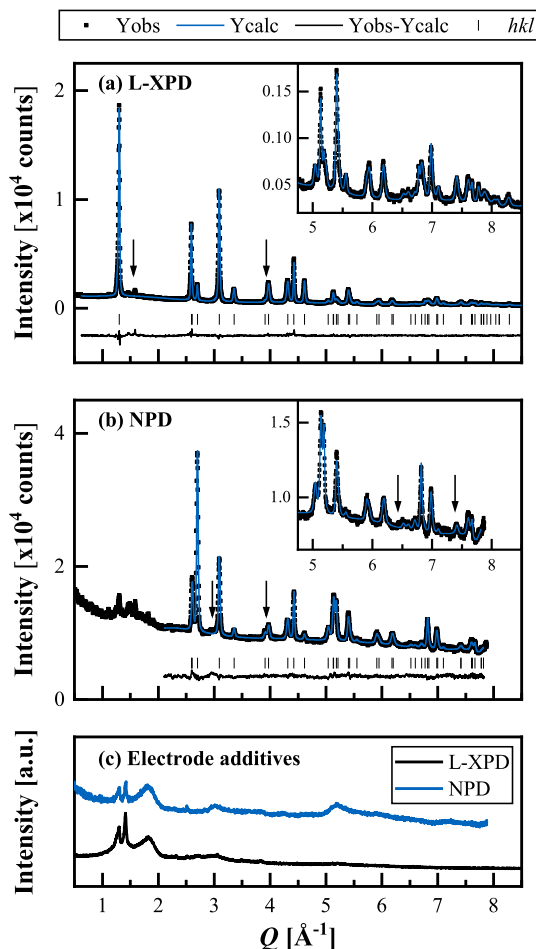 Yobs Ycalc Yobs-Ycalc hkl
(a) L-XPD
Intensity [x10⁴ counts]
2
1
0
0.15
0.10
0.05
5 6 7 8
(b) NPD
Intensity [x10⁴ counts]
4
2
0
1.5
1.0
5 6 7 8
(c) Electrode additives
Intensity [a.u.]
L-XPD
NPD
1 2 3 4 5 6 7 8
Q [Å⁻¹]